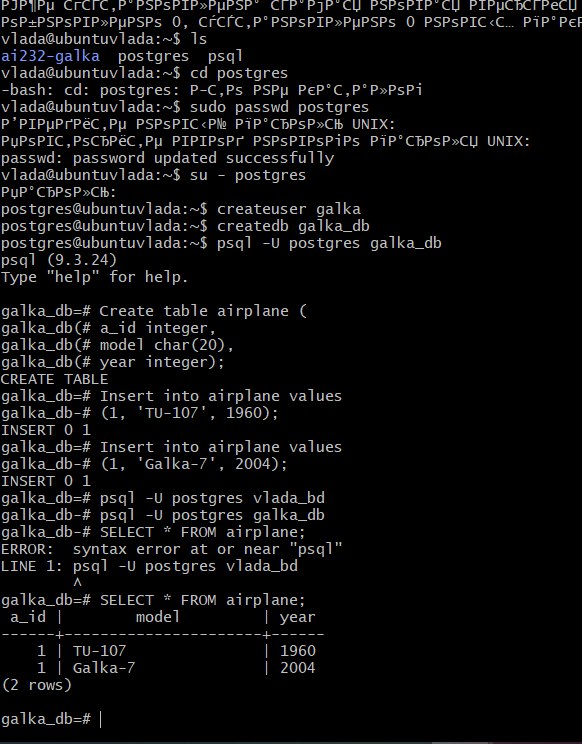 РЈР¶Рµ СѓСЃС‚Р°РЅРѕРІР»РµРЅР° СЃР°РјР°СЏ РЅРѕРІР°СЏ РІРµСЂСЃРёСЏ
РѕР±РЅРѕРІР»РµРЅРѕ 0, СѓСЃС‚Р°РЅРѕРІР»РµРЅРѕ 0 РЅРѕРІС‹С…
vlada@ubuntuvlada:~$ ls
ai232-galka  postgres  psql
vlada@ubuntuvlada:~$ cd postgres
-bash: cd: postgres: Р-С‚Рѕ РЅРµ РєР°С‚Р°Р»РѕРі
vlada@ubuntuvlada:~$ sudo passwd postgres
Р’РІРµРґРёС‚Рµ РЅРѕРІС‹Р№ РїР°СЂРѕР»СЊ UNIX:
РµРѕРІС‚РѕСЂРёС‚Рµ РІРІРѕРґ РЅРѕРІРѕРіРѕ РїР°СЂРѕР»СЏ UNIX:
passwd: password updated successfully
vlada@ubuntuvlada:~$ su - postgres
РµР°СЂРѕР»СЊ:
postgres@ubuntuvlada:~$ createuser galka
postgres@ubuntuvlada:~$ createdb galka_db
postgres@ubuntuvlada:~$ psql -U postgres galka_db
psql (9.3.24)
Type "help" for help.
galka_db=# Create table airplane (
galka_db(# a_id integer,
galka_db(# model char(20),
galka_db(# year integer);
CREATE TABLE
galka_db=# Insert into airplane values
galka_db-# (1, 'TU-107', 1960);
INSERT 0 1
galka_db=# Insert into airplane values
galka_db-# (1, 'Galka-7', 2004);
INSERT 0 1
galka_db=# psql -U postgres vlada_bd
galka_db-# psql -U postgres galka_db
galka_db-# SELECT * FROM airplane;
ERROR:  syntax error at or near "psql"
LINE 1: psql -U postgres vlada_bd
        ^
galka_db=# SELECT * FROM airplane;
 a_id |        model         | year
------+----------------------+------
    1 | TU-107               | 1960
    1 | Galka-7              | 2004
(2 rows)
galka_db=#